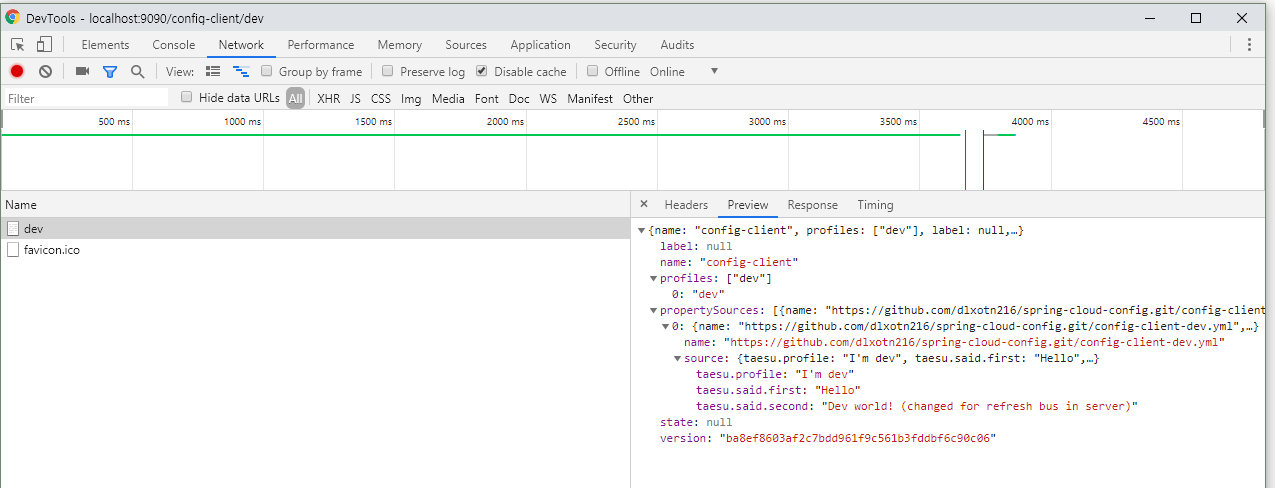 DevTools - localhost:9090/config-client/dev
Elements Console Network Performance Memory Sources Application Security Audits
View: Group by frame Preserve log Disable cache Offline Online
Filter Hide data URLs All XHR JS CSS Img Media Font Doc WS Manifest Other
500 ms 1000 ms 1500 ms 2000 ms 2500 ms 3000 ms 3500 ms 4000 ms 4500 ms
Name
dev
favicon.ico
× Headers Preview Response Timing
{name: "config-client", profiles: ["dev"], label: null,…}
label: null
name: "config-client"
profiles: ["dev"]
0: "dev"
propertySources: [{name: "https://github.com/dlxotn216/spring-cloud-config.git/config-client
0: {name: "https://github.com/dlxotn216/spring-cloud-config.git/config-client-dev.yml",…}
name: "https://github.com/dlxotn216/spring-cloud-config.git/config-client-dev.yml"
source: {taesu.profile: "I'm dev", taesu.said.first: "Hello",…}
taesu.profile: "I'm dev"
taesu.said.first: "Hello"
taesu.said.second: "Dev world! (changed for refresh bus in server)"
state: null
version: "ba8ef8603af2c7bdd961f9c561b3fddbf6c90c06"